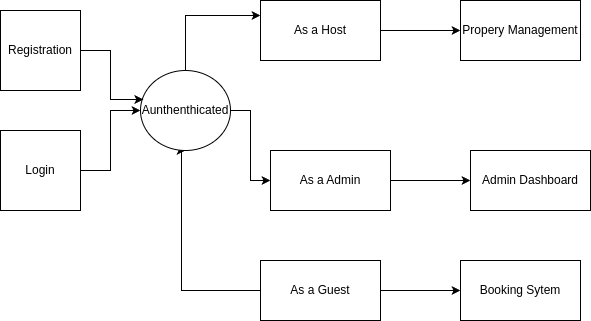 Registration
Login
Aunthenthicated
As a Host
Propery Management
As a Admin
Admin Dashboard
As a Guest
Booking Sytem